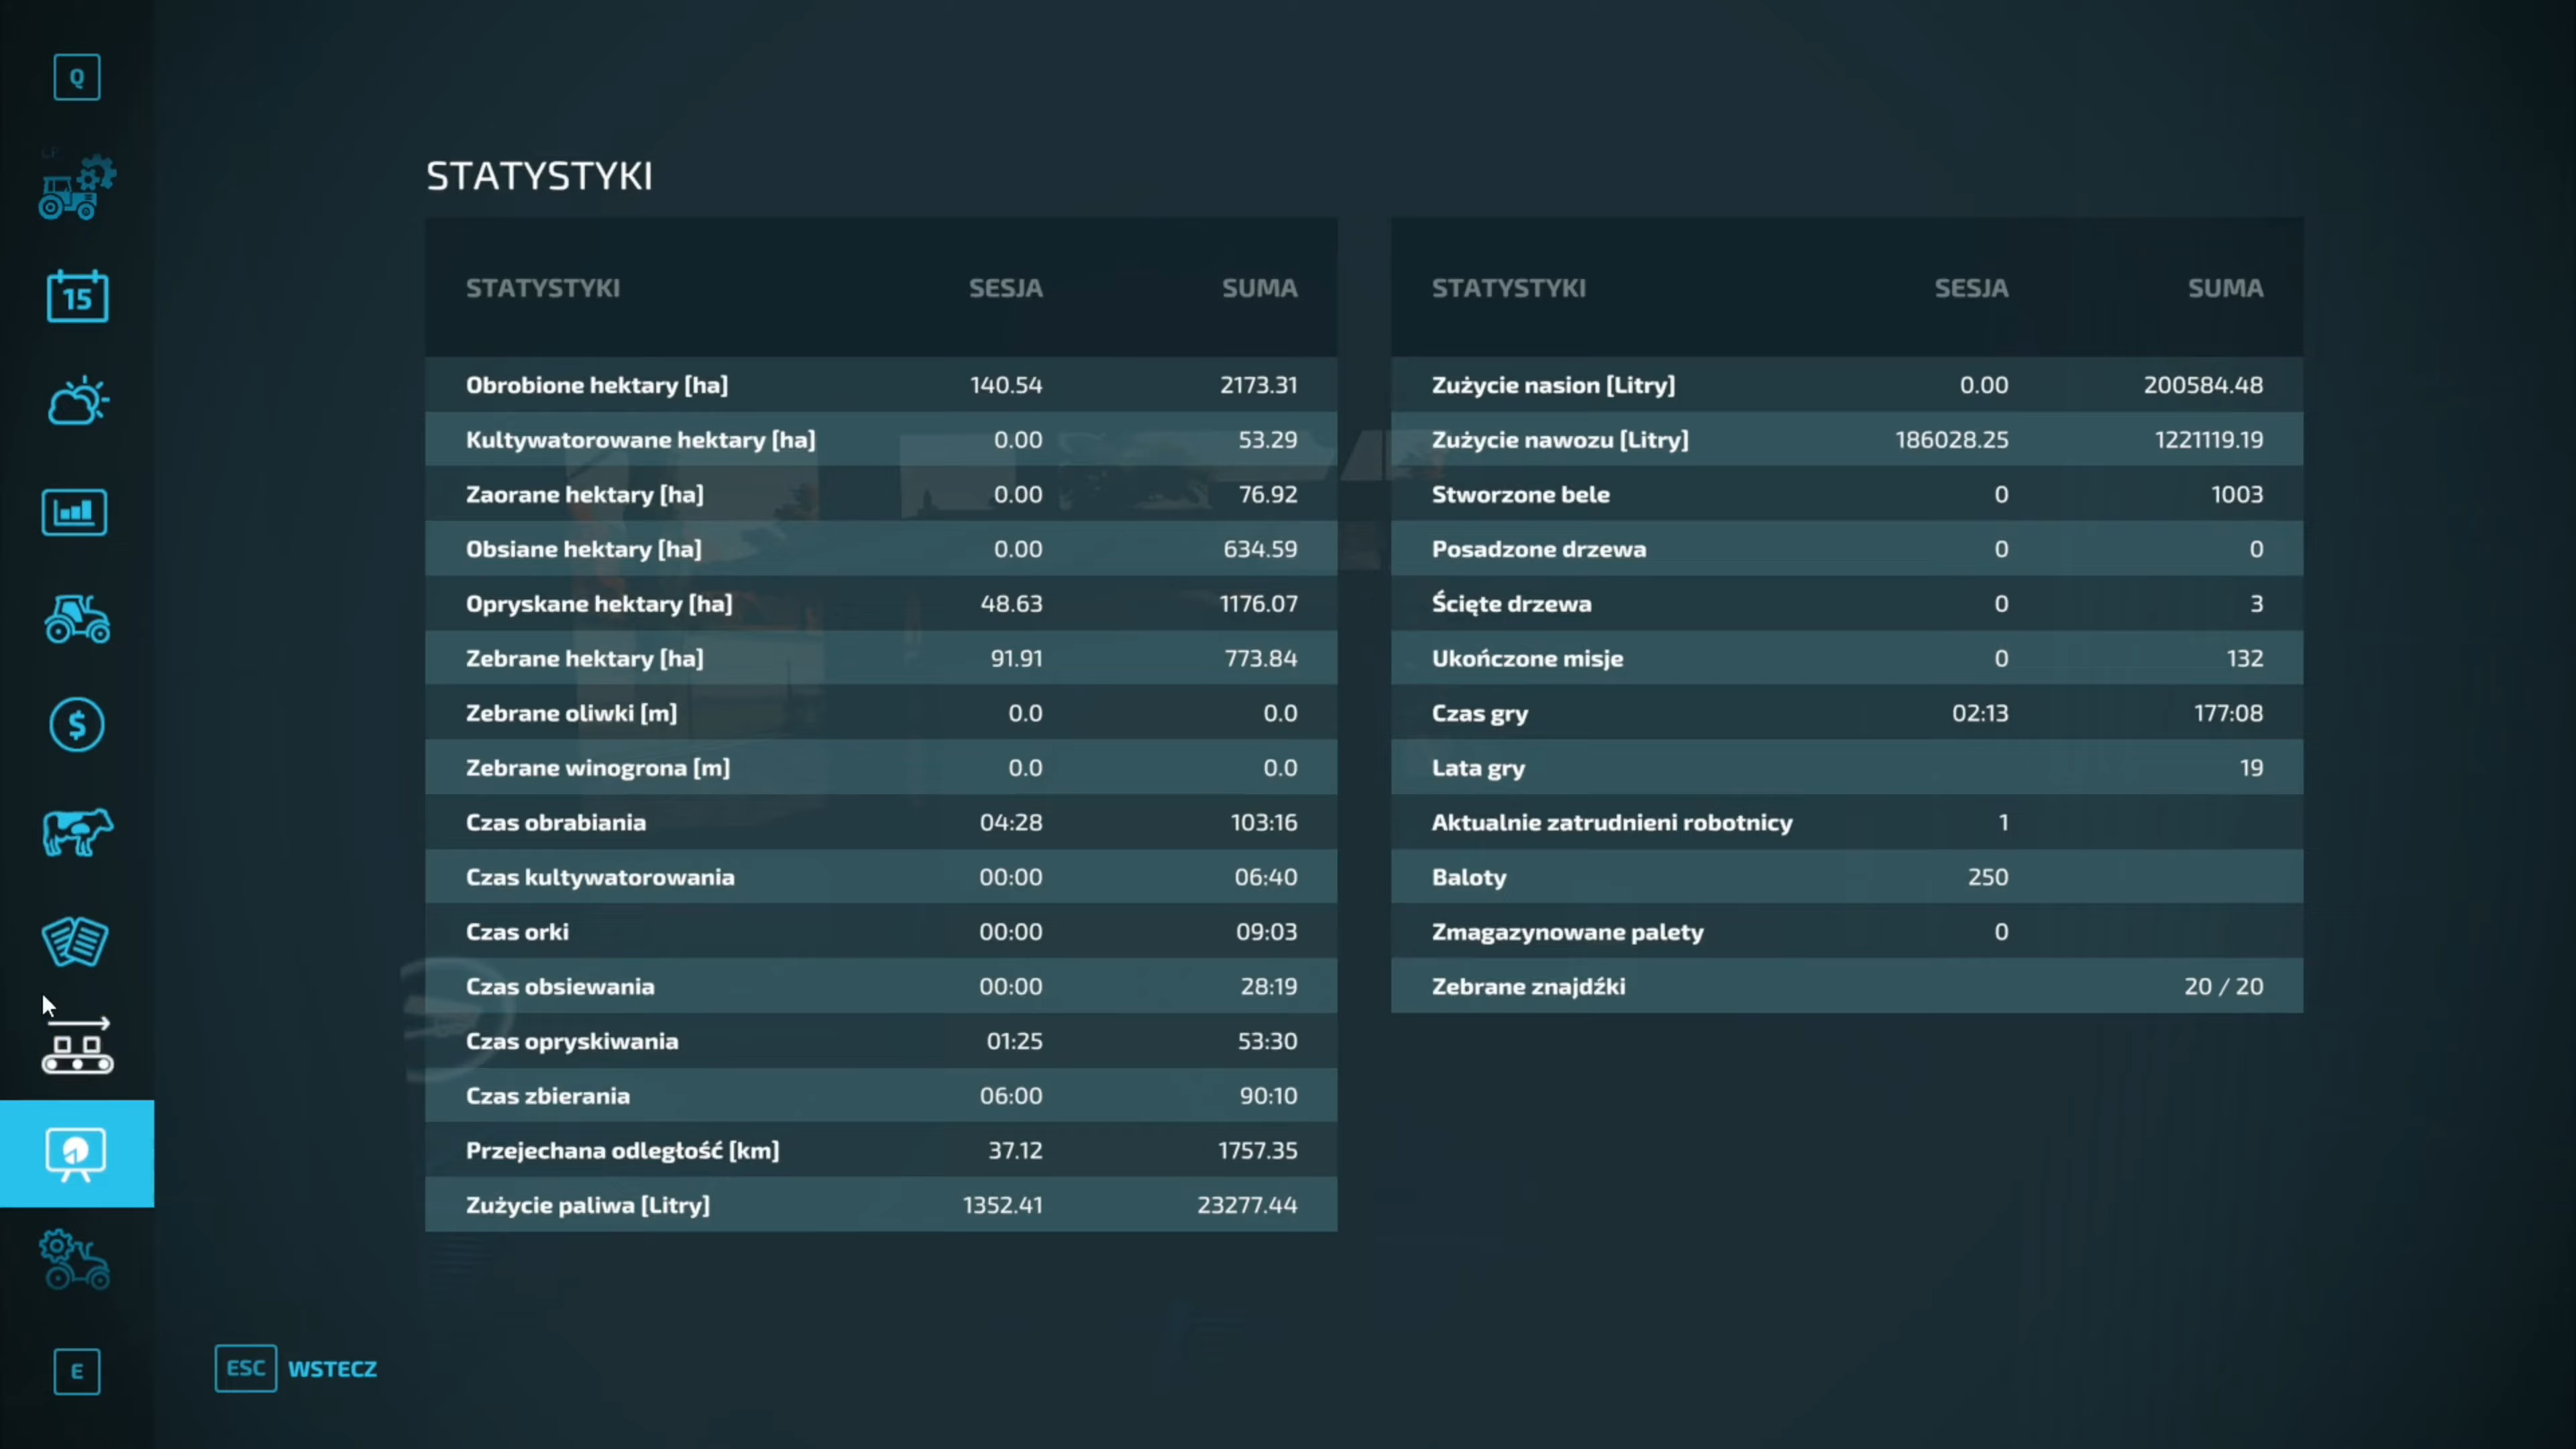 Q
CP
15
STATYSTYKI
STATYSTYKI SESJA SUMA
Obrobione hektary [ha] 140.54 2173.31
Kultywatorowane hektary [ha] 0.00 53.29
Zaorane hektary [ha] 0.00 76.92
Obsiane hektary [ha] 0.00 634.59
Opryskane hektary [ha] 48.63 1176.07
Zebrane hektary [ha] 91.91 773.84
Zebrane oliwki [m] 0.0 0.0
Zebrane winogrona [m] 0.0 0.0
Czas obrabiania 04:28 103:16
Czas kultywatorowania 00:00 06:40
Czas orki 00:00 09:03
Czas obsiewania 00:00 28:19
Czas opryskiwania 01:25 53:30
Czas zbierania 06:00 90:10
Przejechana odległość [km] 37.12 1757.35
Zużycie paliwa [Litry] 1352.41 23277.44
STATYSTYKI SESJA SUMA
Zużycie nasion [Litry] 0.00 200584.48
Zużycie nawozu [Litry] 186028.25 1221119.19
Stworzone bele 0 1003
Posadzone drzewa 0 0
Ścięte drzewa 0 3
Ukończone misje 0 132
Czas gry 02:13 177:08
Lata gry 19
Aktualnie zatrudnieni robotnicy 1
Baloty 250
Zmagazynowane palety 0
Zebrane znajdźki 20 / 20
E
ESC WSTECZ